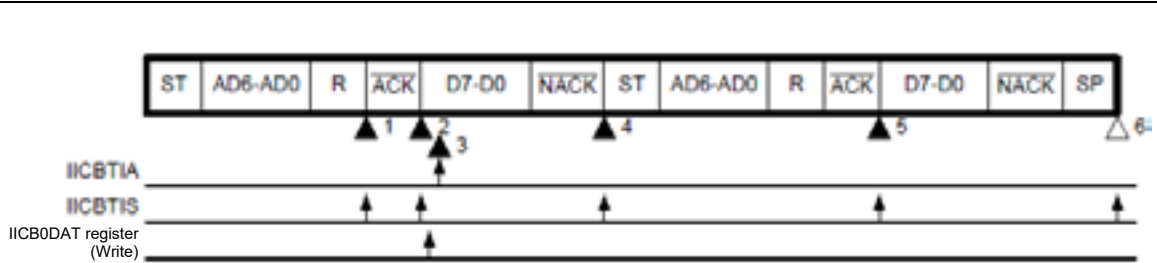 ST AD6-AD0 R ACK D7-D0 NACK ST AD6-AD0 R ACK D7-D0 NACK SP
1 2 4 5 6
3
IICBTIA
IICBTIS
IICB0DAT register
(Write)